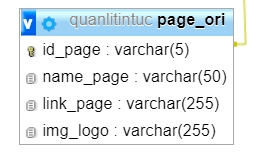 v quanlitintuc page_ori
id_page : varchar(5)
name_page : varchar(50)
link_page : varchar(255)
img_logo : varchar(255)